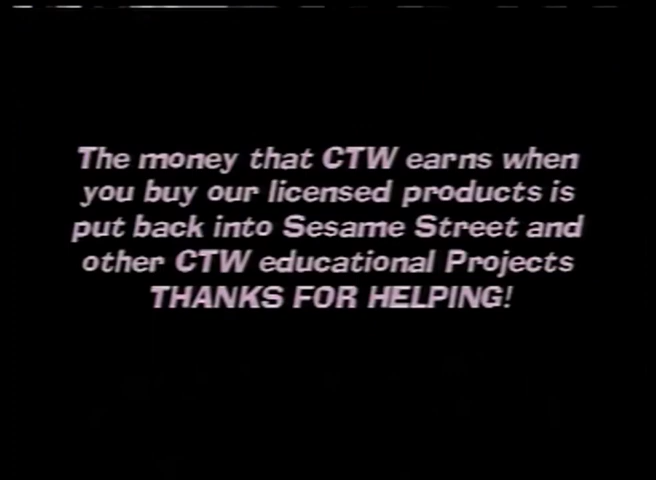 The money that CTW earns when
you buy our licensed products is
put back into Sesame Street and
other CTW educational Projects
THANKS FOR HELPING!